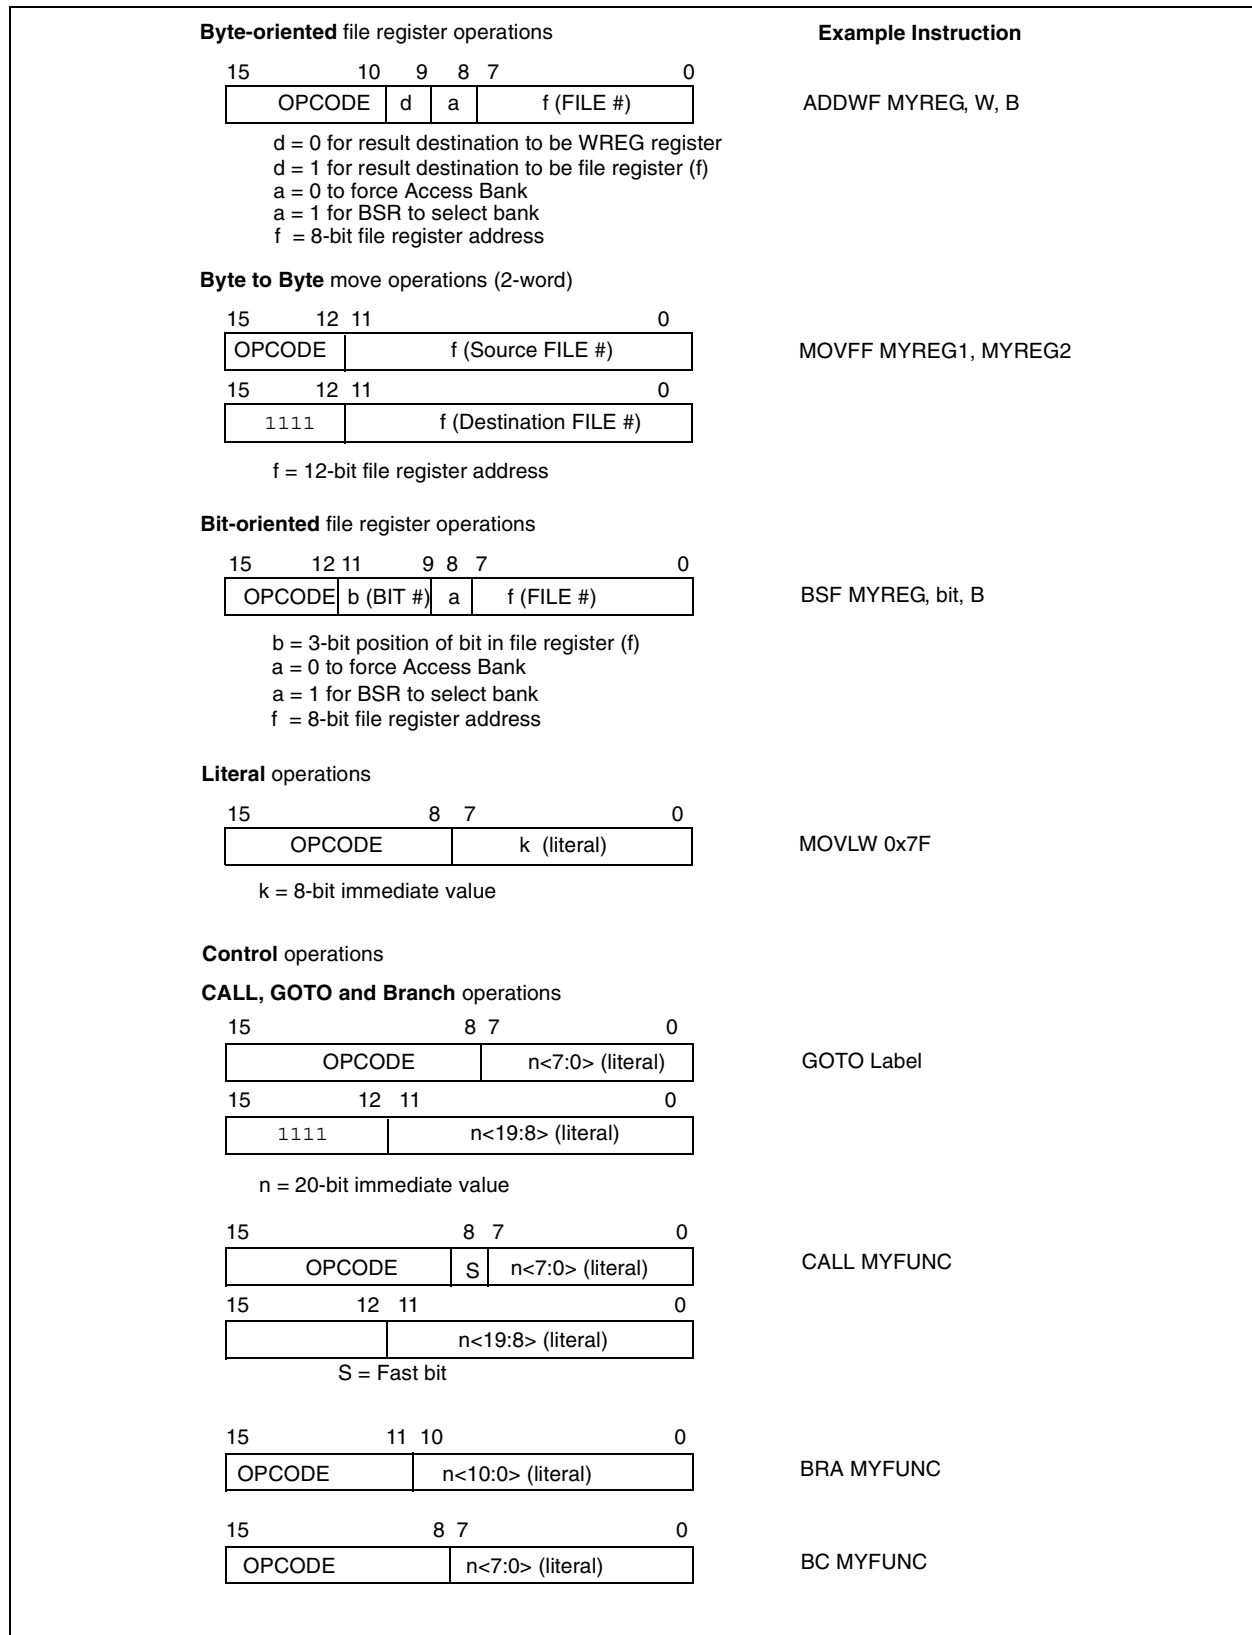 Byte-oriented file register operations Example Instruction
15 10 9 8 7 0
OPCODE d a f (FILE #) ADDWF MYREG, W, B
d = 0 for result destination to be WREG register
d = 1 for result destination to be file register (f)
a = 0 to force Access Bank
a = 1 for BSR to select bank
f = 8-bit file register address
Byte to Byte move operations (2-word)
15 12 11 0
OPCODE f (Source FILE #) MOVFF MYREG1, MYREG2
15 12 11 0
1111 f (Destination FILE #)
f = 12-bit file register address
Bit-oriented file register operations
15 12 11 9 8 7 0
OPCODE b (BIT #) a f (FILE #) BSF MYREG, bit, B
b = 3-bit position of bit in file register (f)
a = 0 to force Access Bank
a = 1 for BSR to select bank
f = 8-bit file register address
Literal operations
15 8 7 0
OPCODE k (literal) MOVLW 0x7F
k = 8-bit immediate value
Control operations
CALL, GOTO and Branch operations
15 8 7 0
OPCODE n<7:0> (literal) GOTO Label
15 12 11 0
1111 n<19:8> (literal)
n = 20-bit immediate value
15 8 7 0
OPCODE S n<7:0> (literal) CALL MYFUNC
15 12 11 0
n<19:8> (literal)
S = Fast bit
15 11 10 0
OPCODE n<10:0> (literal) BRA MYFUNC
15 8 7 0
OPCODE n<7:0> (literal) BC MYFUNC